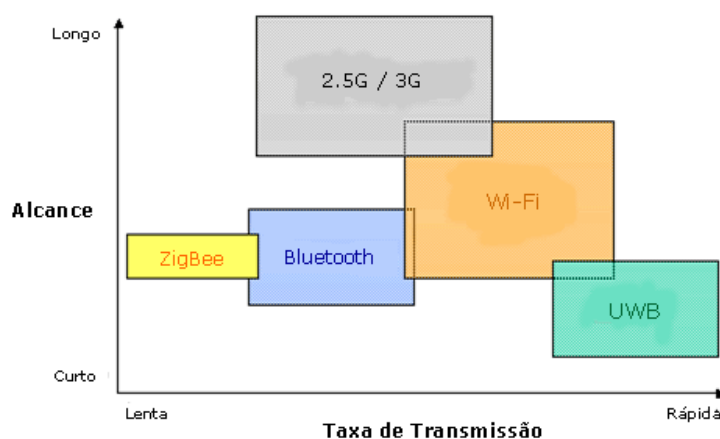 Longo
2.5G / 3G
Wi-Fi
Alcance
ZigBee
Bluetooth
UWB
Curto
Lenta
Rápida
Taxa de Transmissão